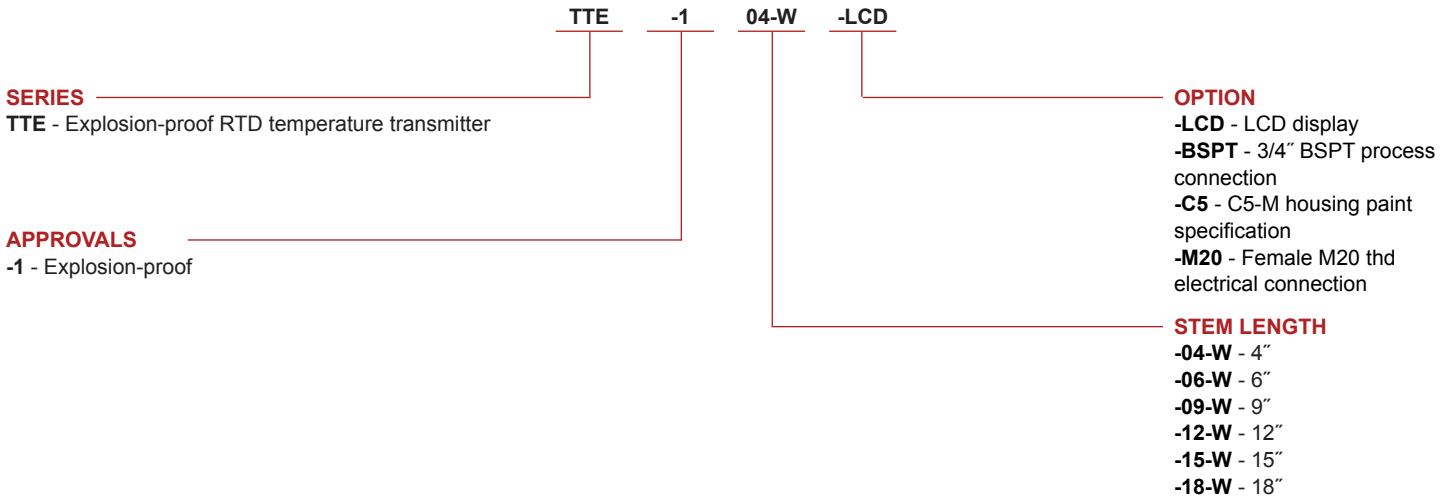 TTE -1 04-W -LCD
SERIES
TTE - Explosion-proof RTD temperature transmitter
APPROVALS
-1 - Explosion-proof
OPTION
-LCD - LCD display
-BSPT - 3/4˝ BSPT process
connection
-C5 - C5-M housing paint
specification
-M20 - Female M20 thd
electrical connection
STEM LENGTH
-04-W - 4˝
-06-W - 6˝
-09-W - 9˝
-12-W - 12˝
-15-W - 15˝
-18-W - 18˝